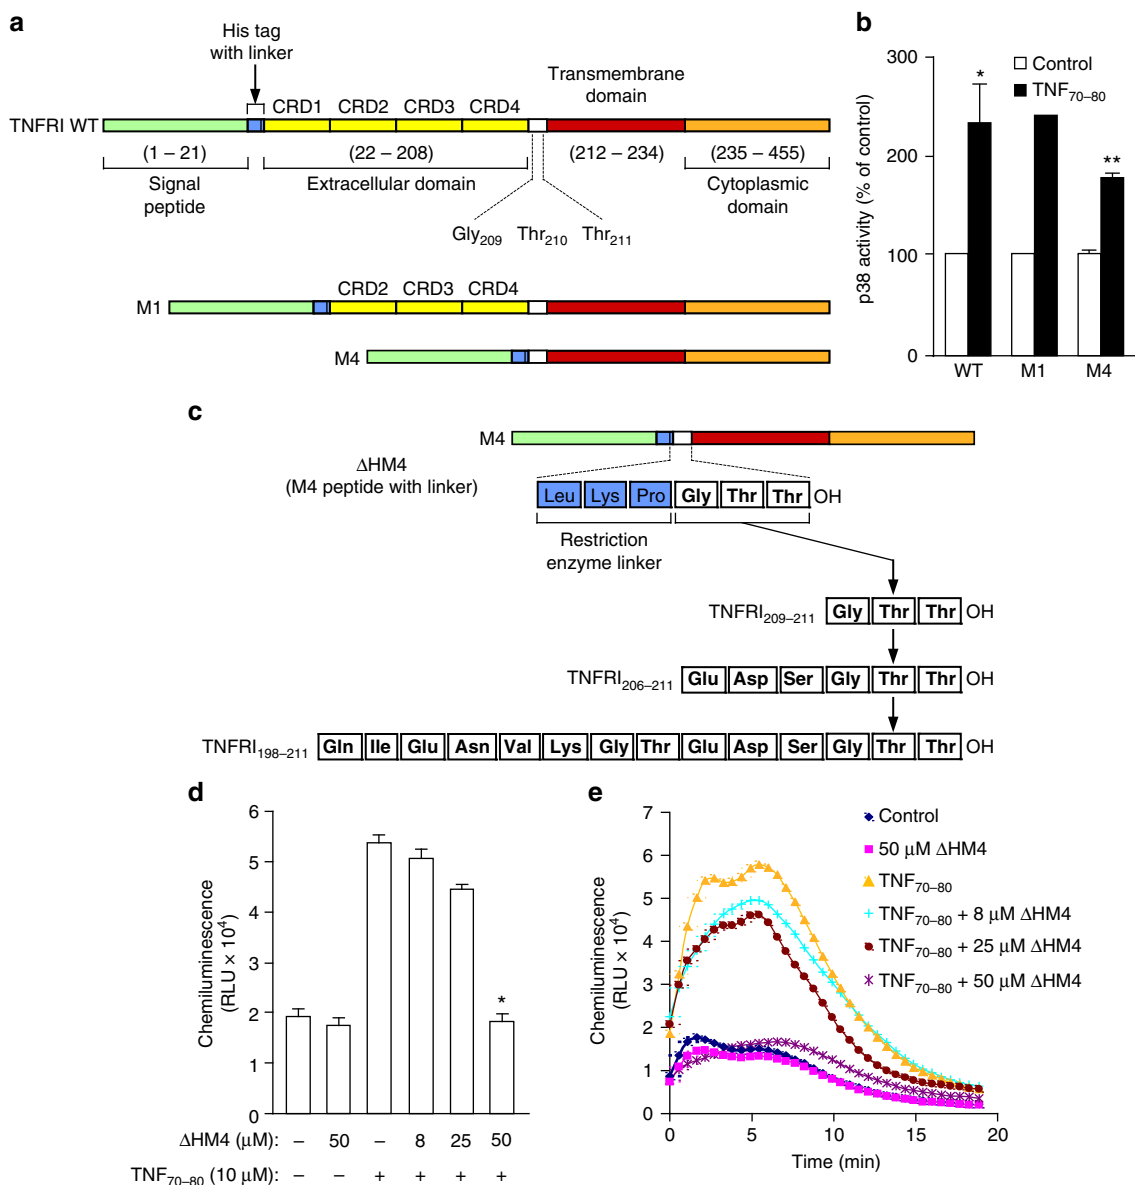 a
His tag
with linker
Transmembrane
domain
CRD1 CRD2 CRD3 CRD4
TNFRI WT
(1 – 21) (22 – 208) (212 – 234) (235 – 455)
Signal
peptide
Extracellular domain
Cytoplasmic
domain
Gly209 Thr210 Thr211
CRD2 CRD3 CRD4
M1
M4
b
Control
TNF70–80
p38 activity (% of control)
300
200
100
0
*
**
WT M1 M4
c
M4
ΔHM4
(M4 peptide with linker)
Leu Lys Pro Gly Thr Thr OH
Restriction
enzyme linker
TNFRI209–211 Gly Thr Thr OH
TNFRI206–211 Glu Asp Ser Gly Thr Thr OH
TNFRI198–211 Gln Ile Glu Asn Val Lys Gly Thr Glu Asp Ser Gly Thr Thr OH
d
Chemiluminescence
(RLU × 10⁴)
6
5
4
3
2
1
0
*
ΔHM4 (μM): – 50 – 8 25 50
TNF70–80 (10 μM): – – + + + +
e
Chemiluminescence
(RLU × 10⁴)
7
6
5
4
3
2
1
0
0 5 10 15 20
Time (min)
Control
50 μM ΔHM4
TNF70–80
TNF70–80 + 8 μM ΔHM4
TNF70–80 + 25 μM ΔHM4
TNF70–80 + 50 μM ΔHM4